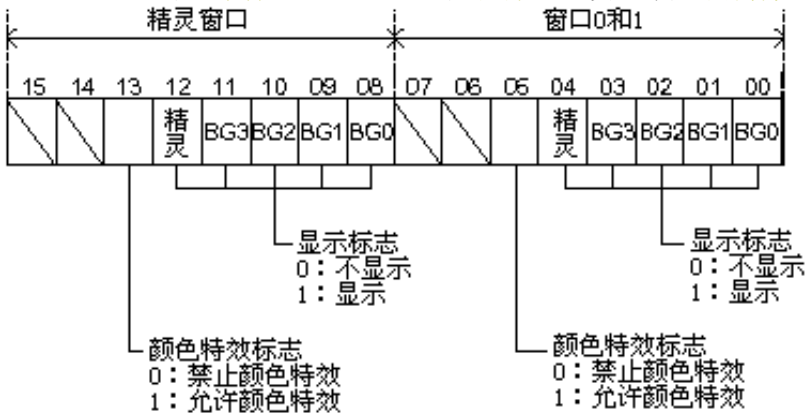 精灵窗口 窗口0和1
15 14 13 12 11 10 09 08 07 06 05 04 03 02 01 00
精灵 BG3 BG2 BG1 BG0 精灵 BG3 BG2 BG1 BG0
显示标志
0：不显示
1：显示
显示标志
0：不显示
1：显示
颜色特效标志
0：禁止颜色特效
1：允许颜色特效
颜色特效标志
0：禁止颜色特效
1：允许颜色特效